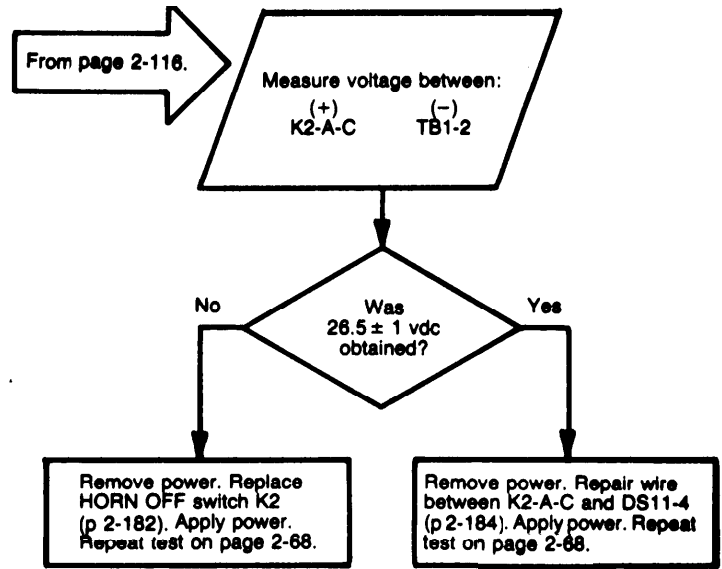 From page 2-116.
Measure voltage between:
(+) (−)
K2-A-C TB1-2
No
Was
26.5 ± 1 vdc
obtained?
Yes
Remove power. Replace
HORN OFF switch K2
(p 2-182). Apply power.
Repeat test on page 2-68.
Remove power. Repair wire
between K2-A-C and DS11-4
(p 2-184). Apply power. Repeat
test on page 2-68.